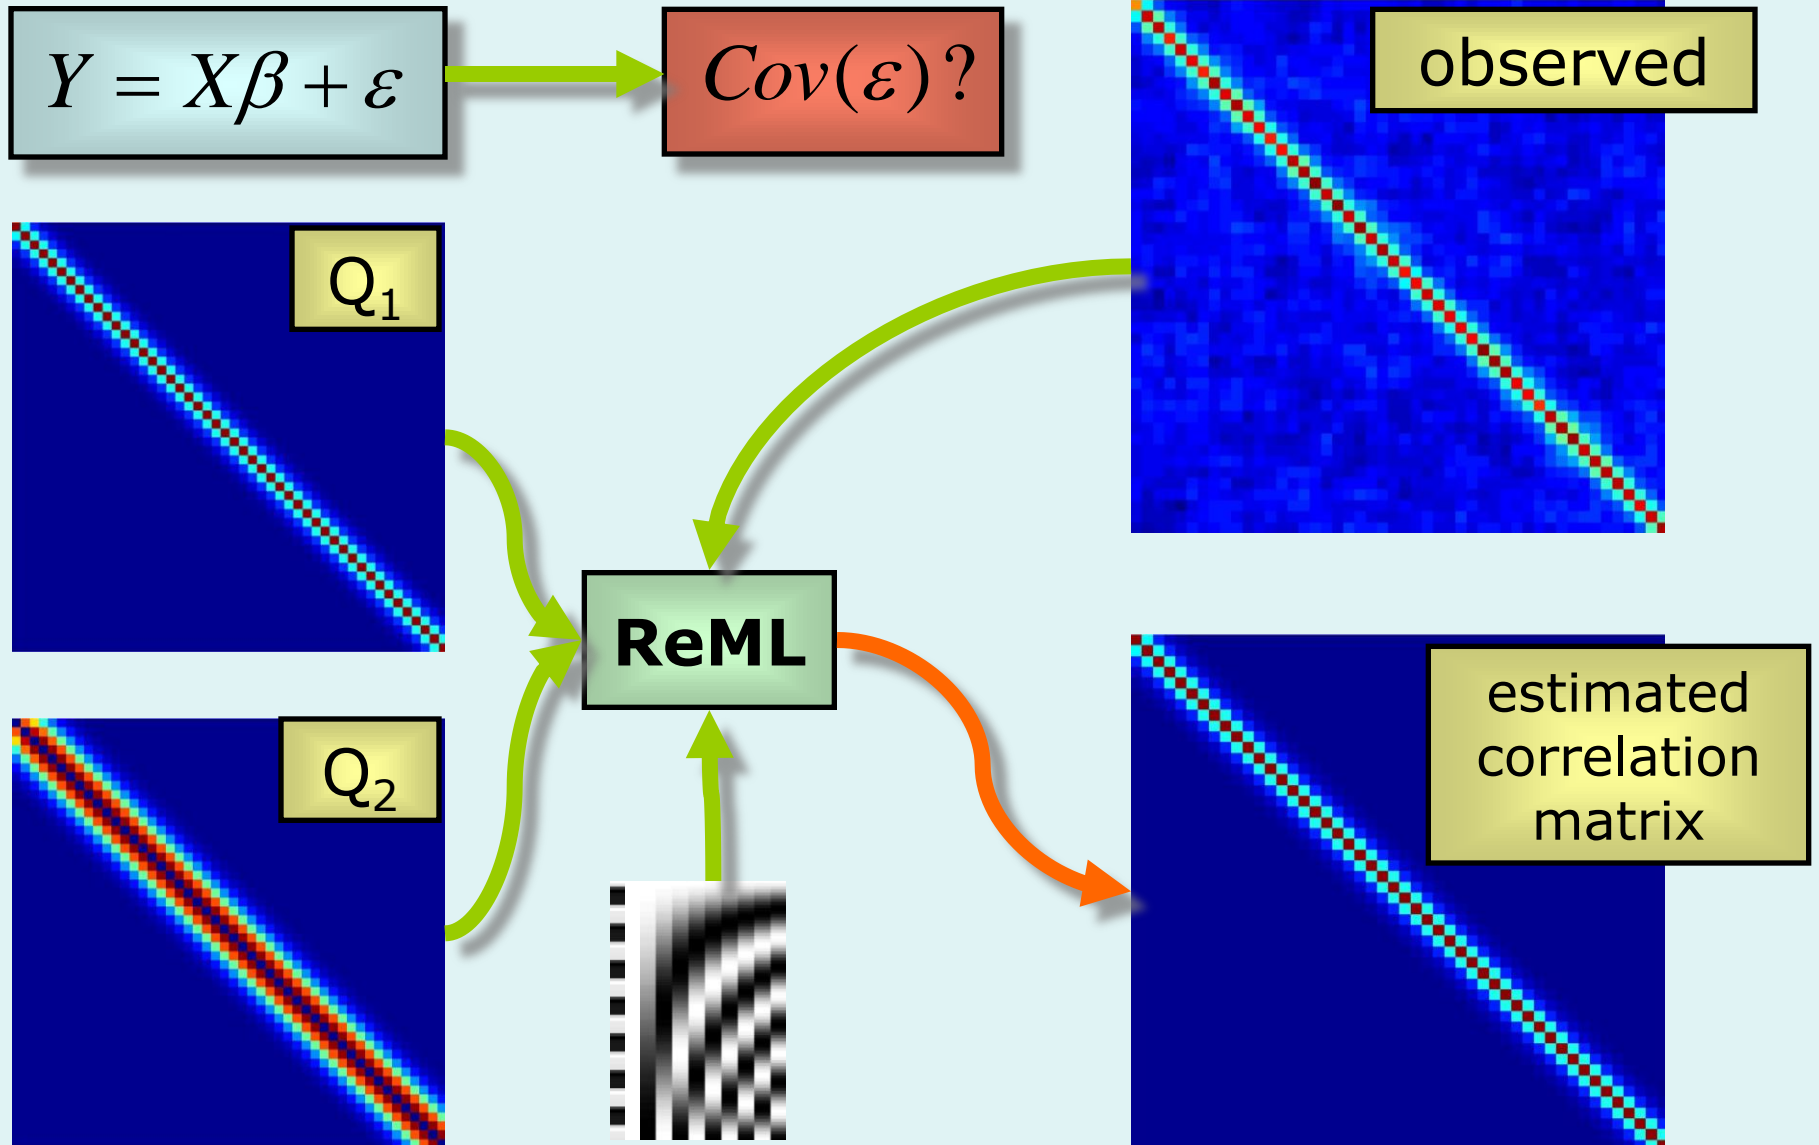 Y = Xβ + ε
Cov(ε) ?
observed
Q₁
ReML
Q₂
estimated
correlation
matrix